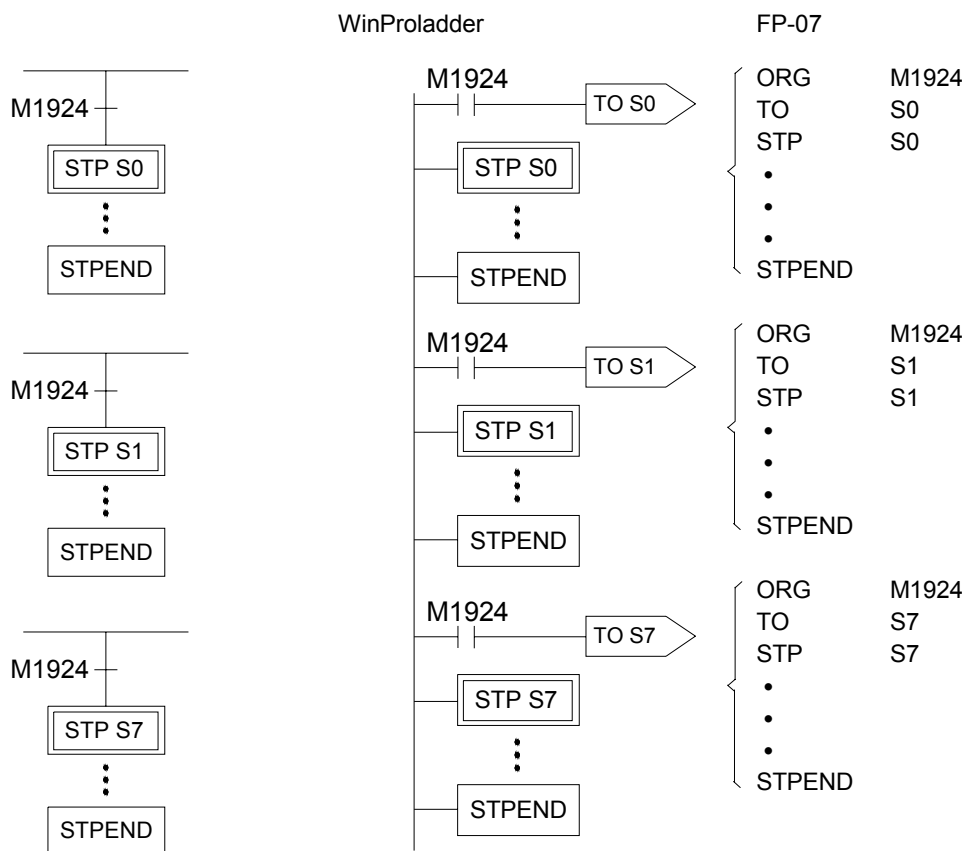 WinProladder
FP-07
M1924
STP S0
STPEND
M1924
STP S1
STPEND
M1924
STP S7
STPEND
M1924
TO S0
STP S0
STPEND
M1924
TO S1
STP S1
STPEND
M1924
TO S7
STP S7
STPEND
ORG M1924
TO S0
STP S0
•
•
•
STPEND
ORG M1924
TO S1
STP S1
•
•
•
STPEND
ORG M1924
TO S7
STP S7
•
•
•
STPEND